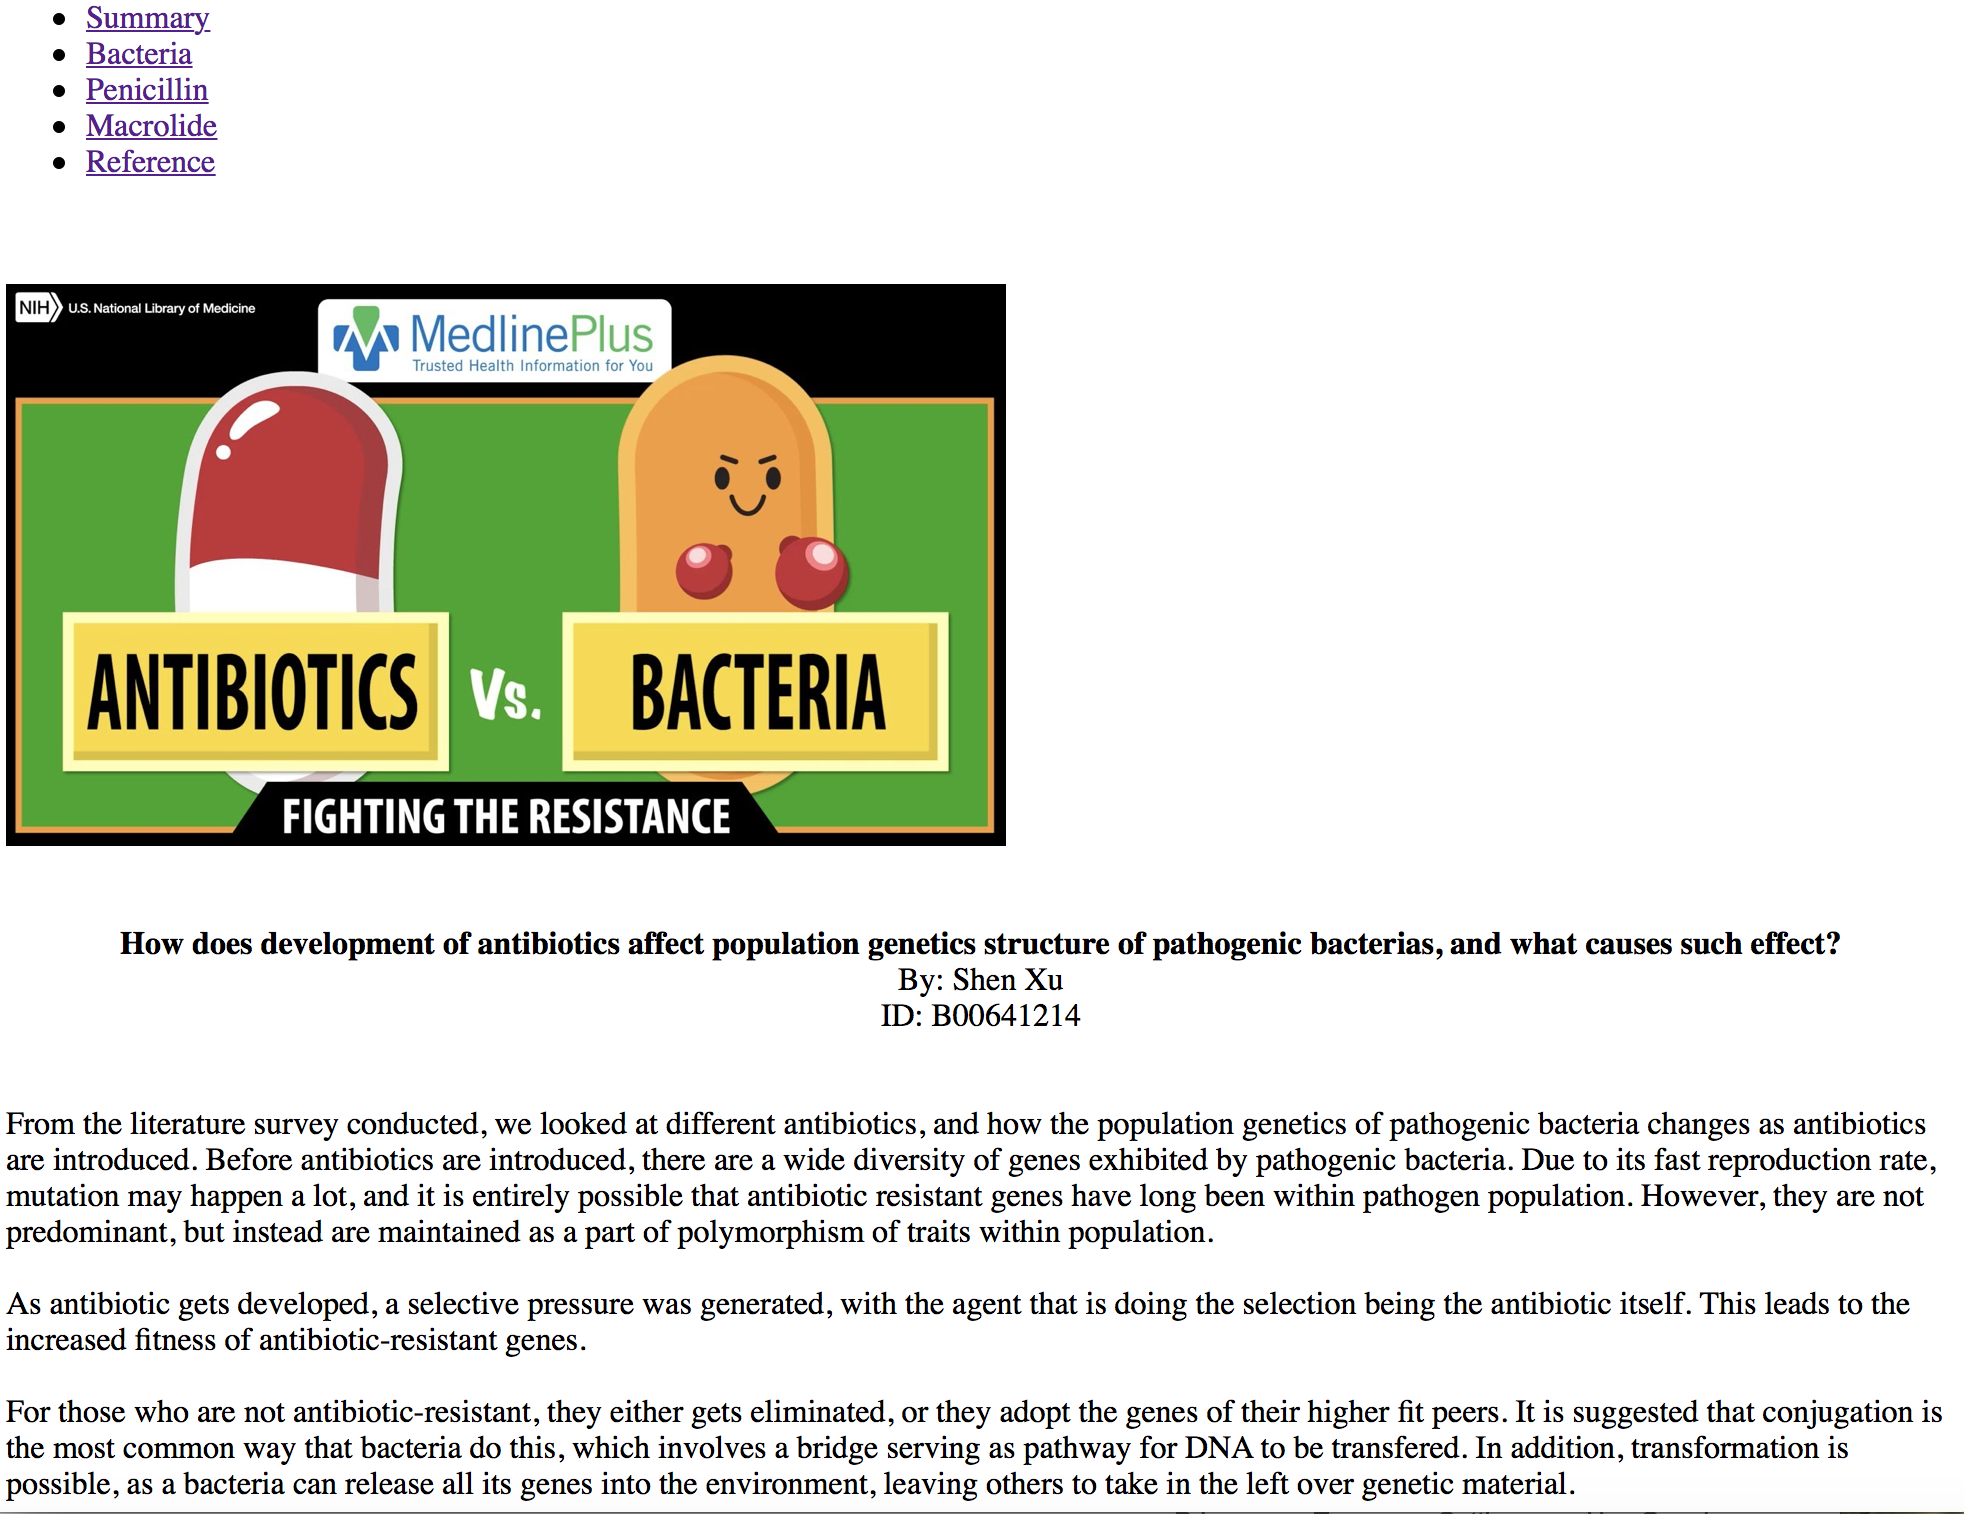 Summary
Bacteria
Penicillin
Macrolide
Reference
NIH U.S. National Library of Medicine
MedlinePlus
Trusted Health Information for You
ANTIBIOTICS Vs. BACTERIA
FIGHTING THE RESISTANCE
How does development of antibiotics affect population genetics structure of pathogenic bacterias, and what causes such effect?
By: Shen Xu
ID: B00641214
From the literature survey conducted, we looked at different antibiotics, and how the population genetics of pathogenic bacteria changes as antibiotics
are introduced. Before antibiotics are introduced, there are a wide diversity of genes exhibited by pathogenic bacteria. Due to its fast reproduction rate,
mutation may happen a lot, and it is entirely possible that antibiotic resistant genes have long been within pathogen population. However, they are not
predominant, but instead are maintained as a part of polymorphism of traits within population.
As antibiotic gets developed, a selective pressure was generated, with the agent that is doing the selection being the antibiotic itself. This leads to the
increased fitness of antibiotic-resistant genes.
For those who are not antibiotic-resistant, they either gets eliminated, or they adopt the genes of their higher fit peers. It is suggested that conjugation is
the most common way that bacteria do this, which involves a bridge serving as pathway for DNA to be transfered. In addition, transformation is
possible, as a bacteria can release all its genes into the environment, leaving others to take in the left over genetic material.